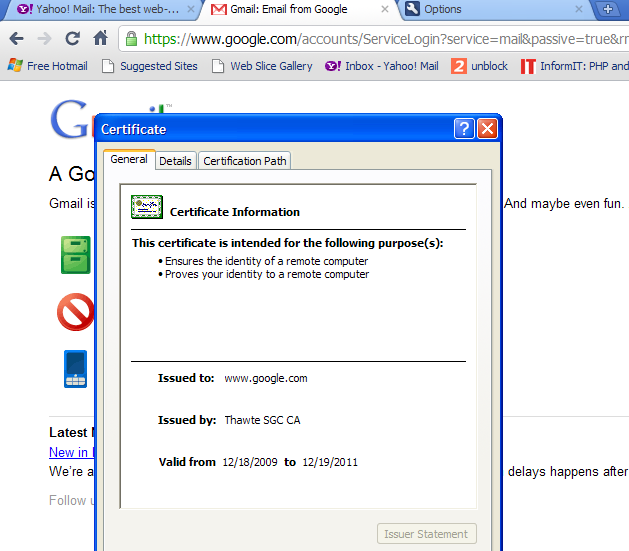 Yahoo! Mail: The best web-...
Gmail: Email from Google
Options
https://www.google.com/accounts/ServiceLogin?service=mail&passive=true&r
Free Hotmail
Suggested Sites
Web Slice Gallery
Inbox - Yahoo! Mail
2 unblock
IT InformIT: PHP and
G
™
Certificate
General Details Certification Path
A Go
Gmail is
And maybe even fun.
Certificate Information
This certificate is intended for the following purpose(s):
• Ensures the identity of a remote computer
• Proves your identity to a remote computer
Issued to: www.google.com
Issued by: Thawte SGC CA
Valid from 12/18/2009 to 12/19/2011
Latest
New in
We're a
delays happens after
Follow u
Issuer Statement